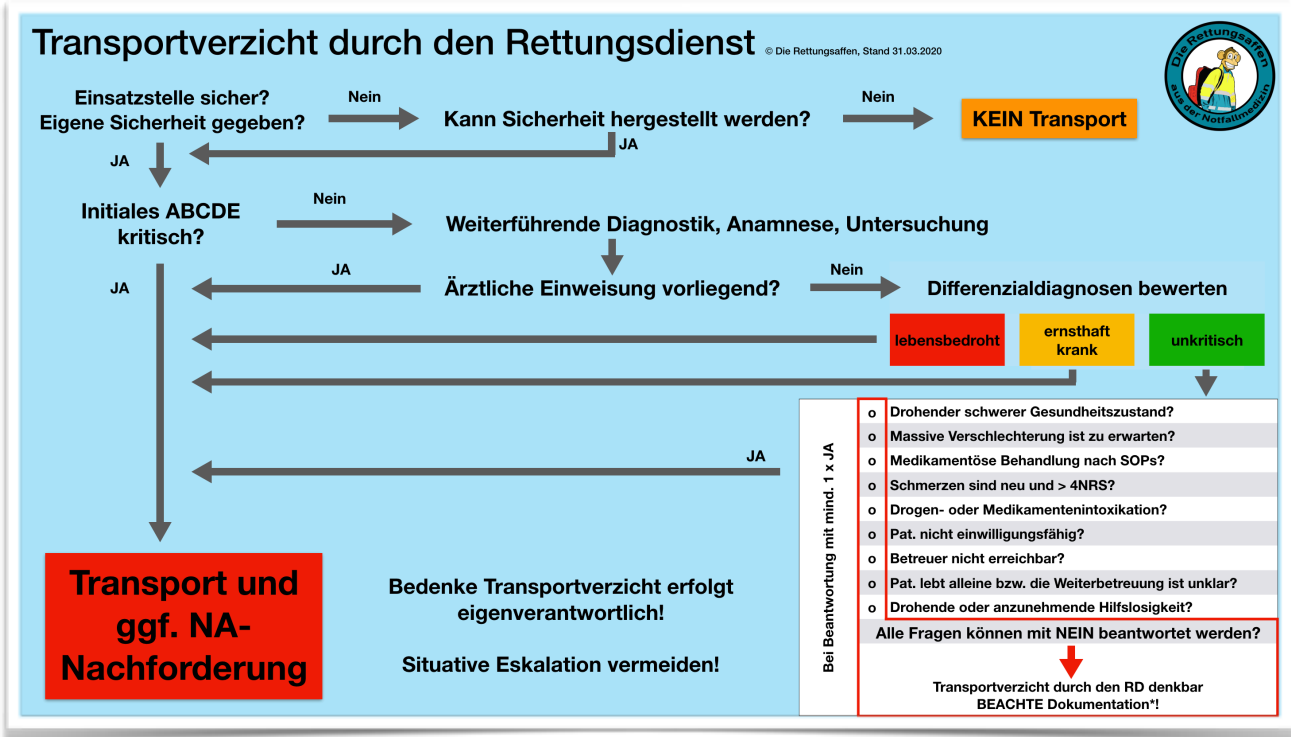 Transportverzicht durch den Rettungsdienst © Die Rettungsaffen, Stand 31.03.2020
Die Rettungsaffen
aus der Notfallmedizin
Einsatzstelle sicher?
Eigene Sicherheit gegeben?
Nein
Kann Sicherheit hergestellt werden?
Nein
KEIN Transport
JA
JA
Initiales ABCDE
kritisch?
Nein
Weiterführende Diagnostik, Anamnese, Untersuchung
JA
JA
Ärztliche Einweisung vorliegend?
Nein
Differenzialdiagnosen bewerten
lebensbedroht
ernsthaft
krank
unkritisch
JA
Bei Beantwortung mit mind. 1 x JA
o Drohender schwerer Gesundheitszustand?
o Massive Verschlechterung ist zu erwarten?
o Medikamentöse Behandlung nach SOPs?
o Schmerzen sind neu und > 4NRS?
o Drogen- oder Medikamentenintoxikation?
o Pat. nicht einwilligungsfähig?
o Betreuer nicht erreichbar?
o Pat. lebt alleine bzw. die Weiterbetreuung ist unklar?
o Drohende oder anzunehmende Hilfslosigkeit?
Alle Fragen können mit NEIN beantwortet werden?
Transportverzicht durch den RD denkbar
BEACHTE Dokumentation*!
Transport und
ggf. NA-
Nachforderung
Bedenke Transportverzicht erfolgt
eigenverantwortlich!
Situative Eskalation vermeiden!